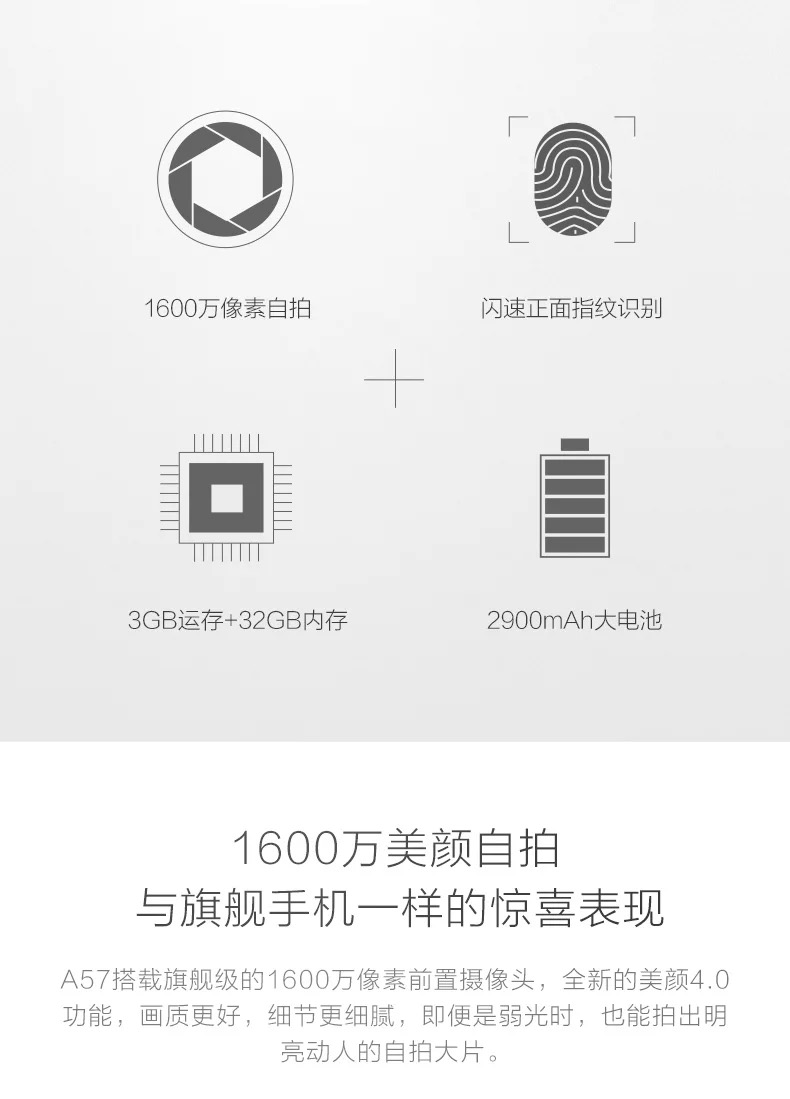 1600万像素自拍
闪速正面指纹识别
3GB运存+32GB内存
2900mAh大电池
1600万美颜自拍
与旗舰手机一样的惊喜表现
A57搭载旗舰级的1600万像素前置摄像头，全新的美颜4.0
功能，画质更好，细节更细腻，即便是弱光时，也能拍出明
亮动人的自拍大片。